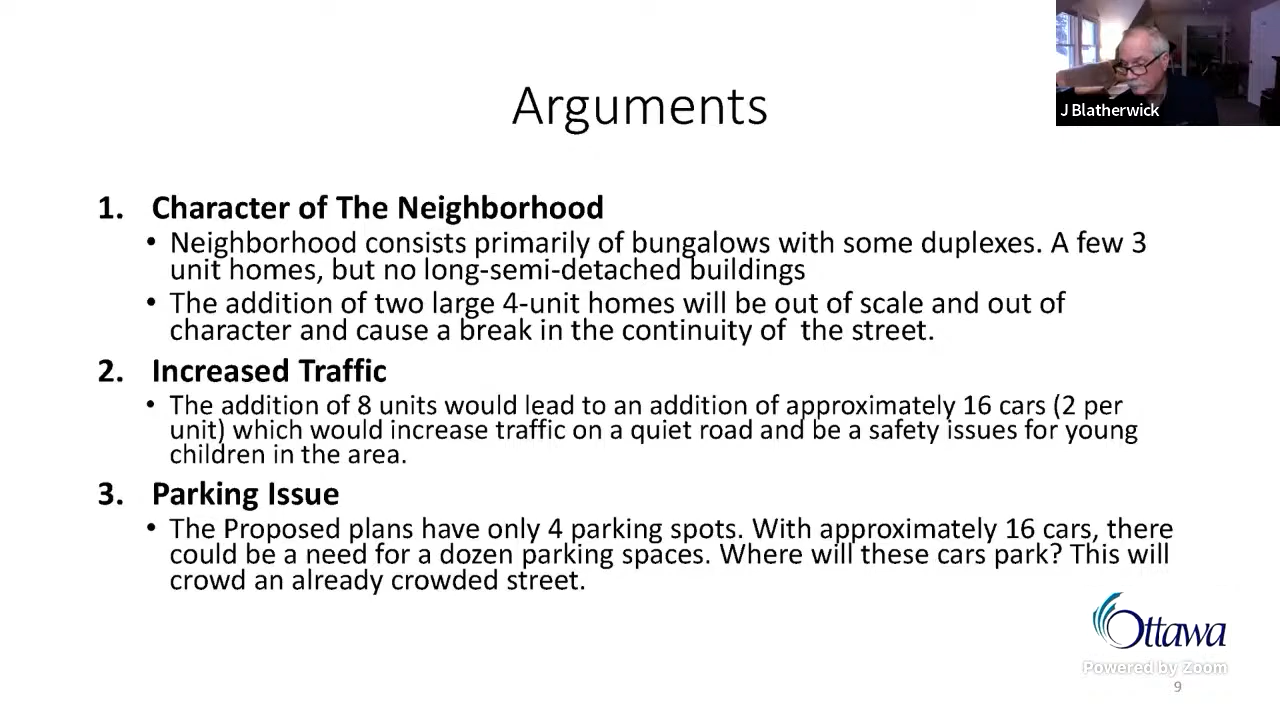 J Blatherwick
Arguments
1. Character of The Neighborhood
• Neighborhood consists primarily of bungalows with some duplexes. A few 3
unit homes, but no long-semi-detached buildings
• The addition of two large 4-unit homes will be out of scale and out of
character and cause a break in the continuity of the street.
2. Increased Traffic
• The addition of 8 units would lead to an addition of approximately 16 cars (2 per
unit) which would increase traffic on a quiet road and be a safety issues for young
children in the area.
3. Parking Issue
• The Proposed plans have only 4 parking spots. With approximately 16 cars, there
could be a need for a dozen parking spaces. Where will these cars park? This will
crowd an already crowded street.
Ottawa
Powered by Zoom
9